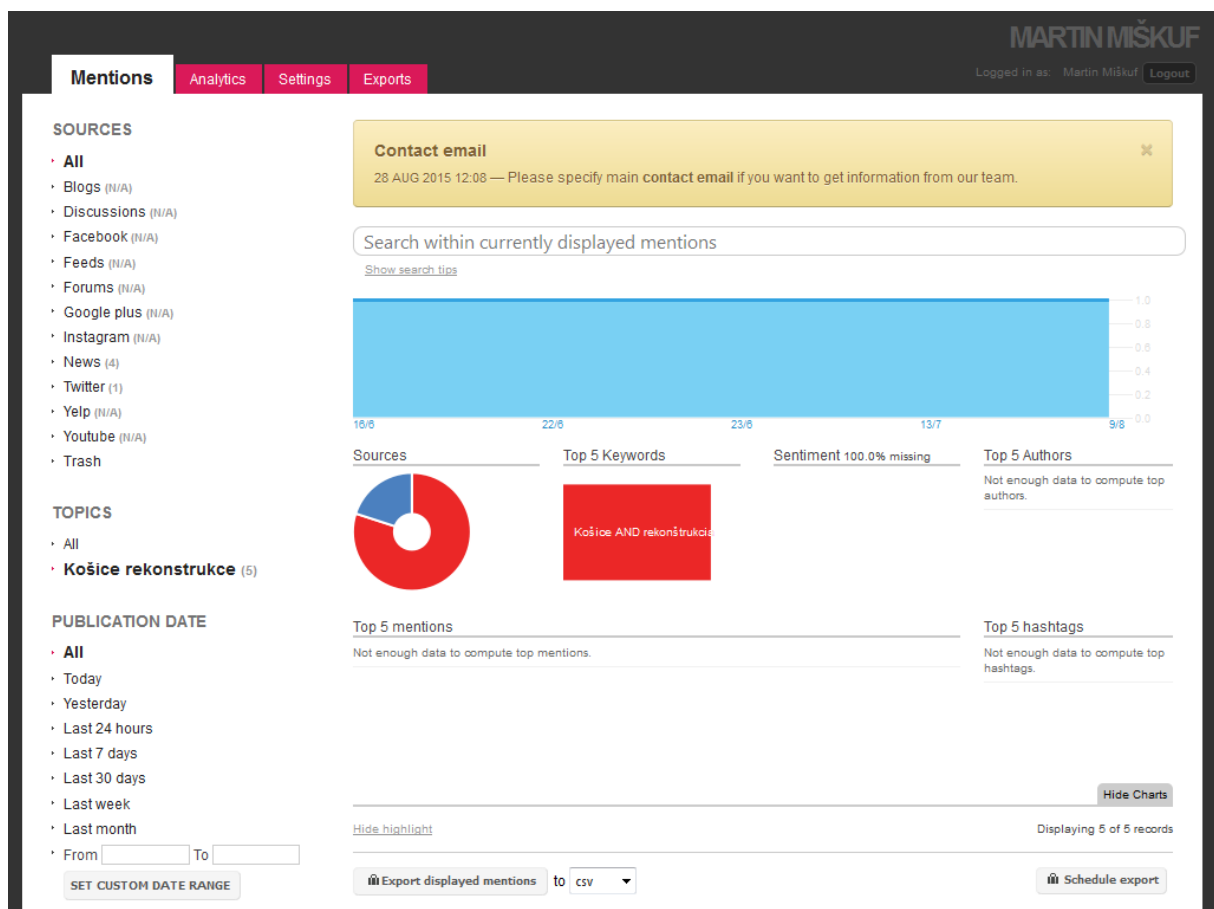 MARTIN MIŠKUF
Logged in as: Martin Miškuf Logout
Mentions Analytics Settings Exports
SOURCES
All
Blogs (N/A)
Discussions (N/A)
Facebook (N/A)
Feeds (N/A)
Forums (N/A)
Google plus (N/A)
Instagram (N/A)
News (4)
Twitter (1)
Yelp (N/A)
Youtube (N/A)
Trash
TOPICS
All
Košice rekonstrukce (5)
PUBLICATION DATE
All
Today
Yesterday
Last 24 hours
Last 7 days
Last 30 days
Last week
Last month
From To
SET CUSTOM DATE RANGE
Contact email
28 AUG 2015 12:08 — Please specify main contact email if you want to get information from our team.
Search within currently displayed mentions
Show search tips
1.0
0.8
0.6
0.4
0.2
0.0
16/6 22/6 23/6 13/7 9/8
Sources
Top 5 Keywords
Košice AND rekonštrukcia
Sentiment 100.0% missing
Top 5 Authors
Not enough data to compute top
authors.
Top 5 mentions
Not enough data to compute top mentions.
Top 5 hashtags
Not enough data to compute top
hashtags.
Hide Charts
Hide highlight
Displaying 5 of 5 records
Export displayed mentions to csv
Schedule export